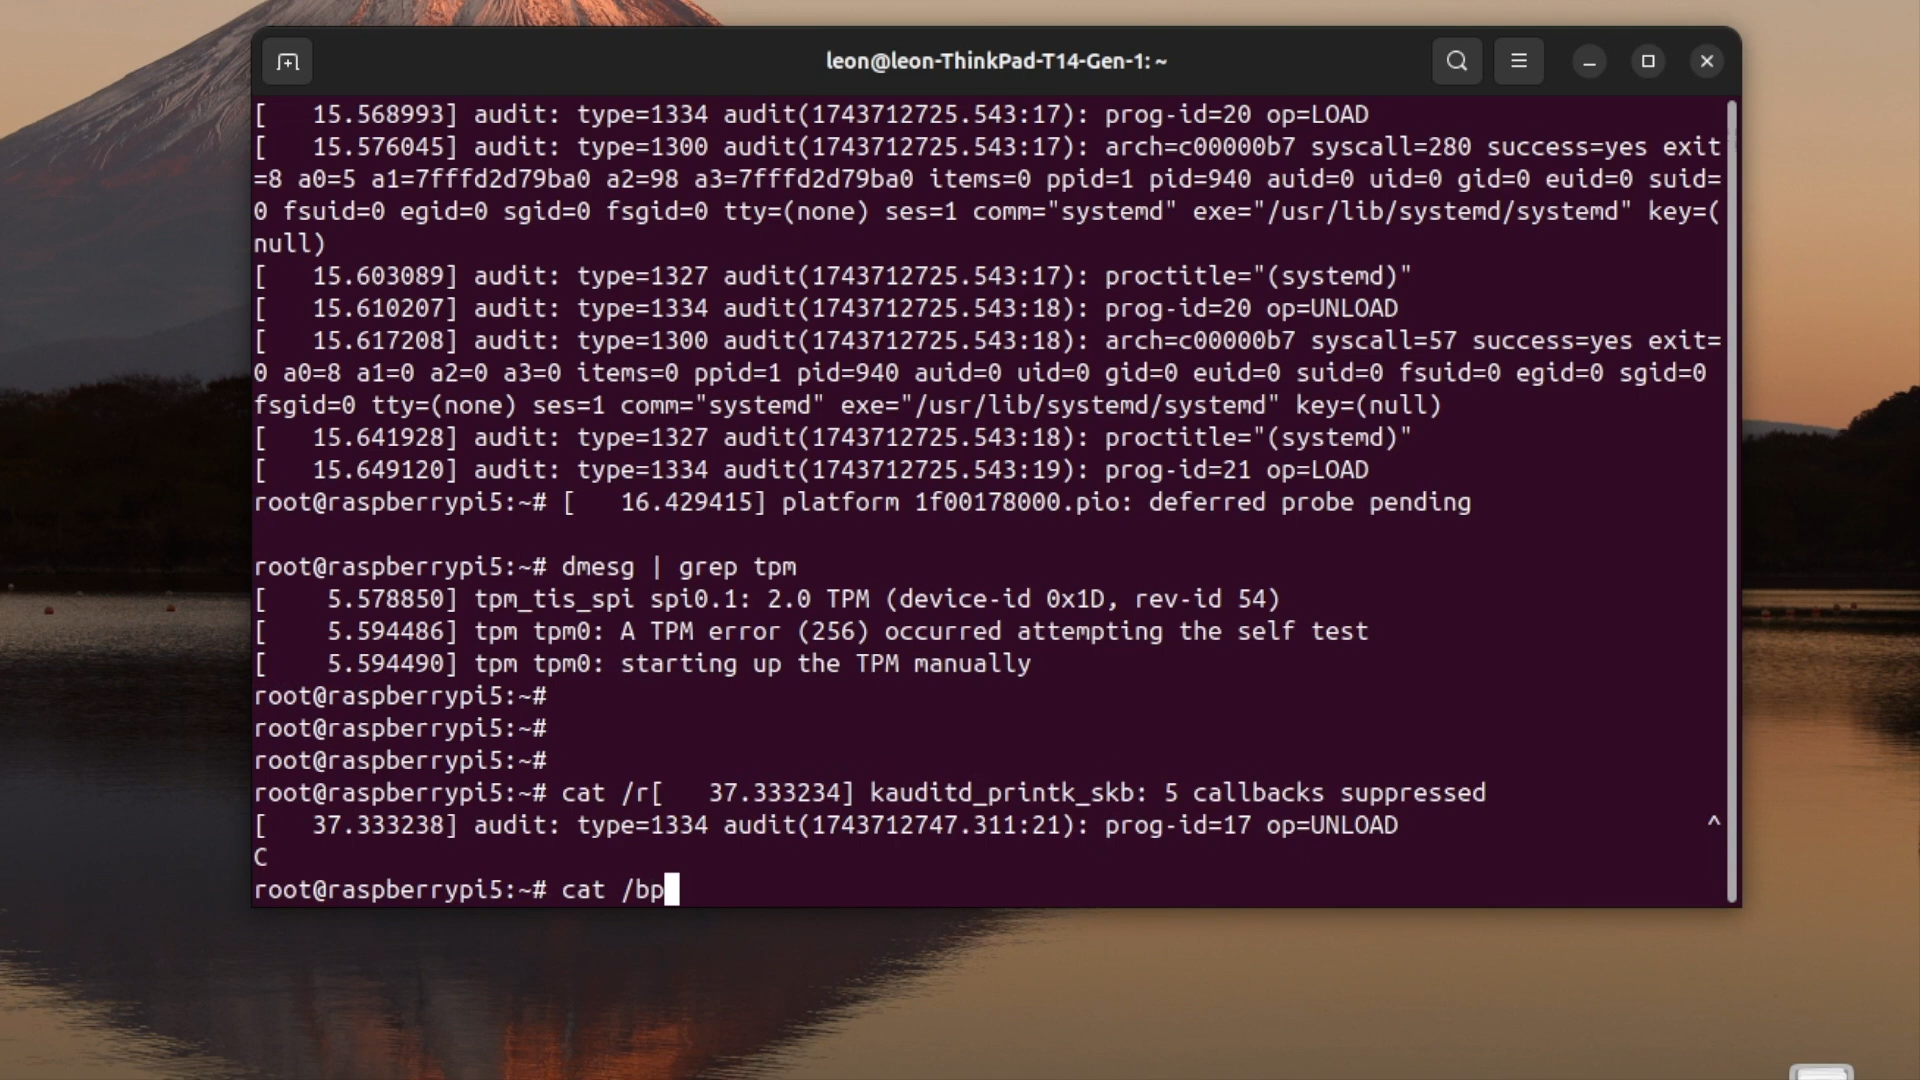 leon@leon-ThinkPad-T14-Gen-1: ~
[   15.568993] audit: type=1334 audit(1743712725.543:17): prog-id=20 op=LOAD
[   15.576045] audit: type=1300 audit(1743712725.543:17): arch=c00000b7 syscall=280 success=yes exit
=8 a0=5 a1=7fffd2d79ba0 a2=98 a3=7fffd2d79ba0 items=0 ppid=1 pid=940 auid=0 uid=0 gid=0 euid=0 suid=
0 fsuid=0 egid=0 sgid=0 fsgid=0 tty=(none) ses=1 comm="systemd" exe="/usr/lib/systemd/systemd" key=(
null)
[   15.603089] audit: type=1327 audit(1743712725.543:17): proctitle="(systemd)"
[   15.610207] audit: type=1334 audit(1743712725.543:18): prog-id=20 op=UNLOAD
[   15.617208] audit: type=1300 audit(1743712725.543:18): arch=c00000b7 syscall=57 success=yes exit=
0 a0=8 a1=0 a2=0 a3=0 items=0 ppid=1 pid=940 auid=0 uid=0 gid=0 euid=0 suid=0 fsuid=0 egid=0 sgid=0
fsgid=0 tty=(none) ses=1 comm="systemd" exe="/usr/lib/systemd/systemd" key=(null)
[   15.641928] audit: type=1327 audit(1743712725.543:18): proctitle="(systemd)"
[   15.649120] audit: type=1334 audit(1743712725.543:19): prog-id=21 op=LOAD
root@raspberrypi5:~# [   16.429415] platform 1f00178000.pio: deferred probe pending
root@raspberrypi5:~# dmesg | grep tpm
[    5.578850] tpm_tis_spi spi0.1: 2.0 TPM (device-id 0x1D, rev-id 54)
[    5.594486] tpm tpm0: A TPM error (256) occurred attempting the self test
[    5.594490] tpm tpm0: starting up the TPM manually
root@raspberrypi5:~#
root@raspberrypi5:~#
root@raspberrypi5:~#
root@raspberrypi5:~# cat /r[   37.333234] kauditd_printk_skb: 5 callbacks suppressed
[   37.333238] audit: type=1334 audit(1743712747.311:21): prog-id=17 op=UNLOAD                     ^
C
root@raspberrypi5:~# cat /bp